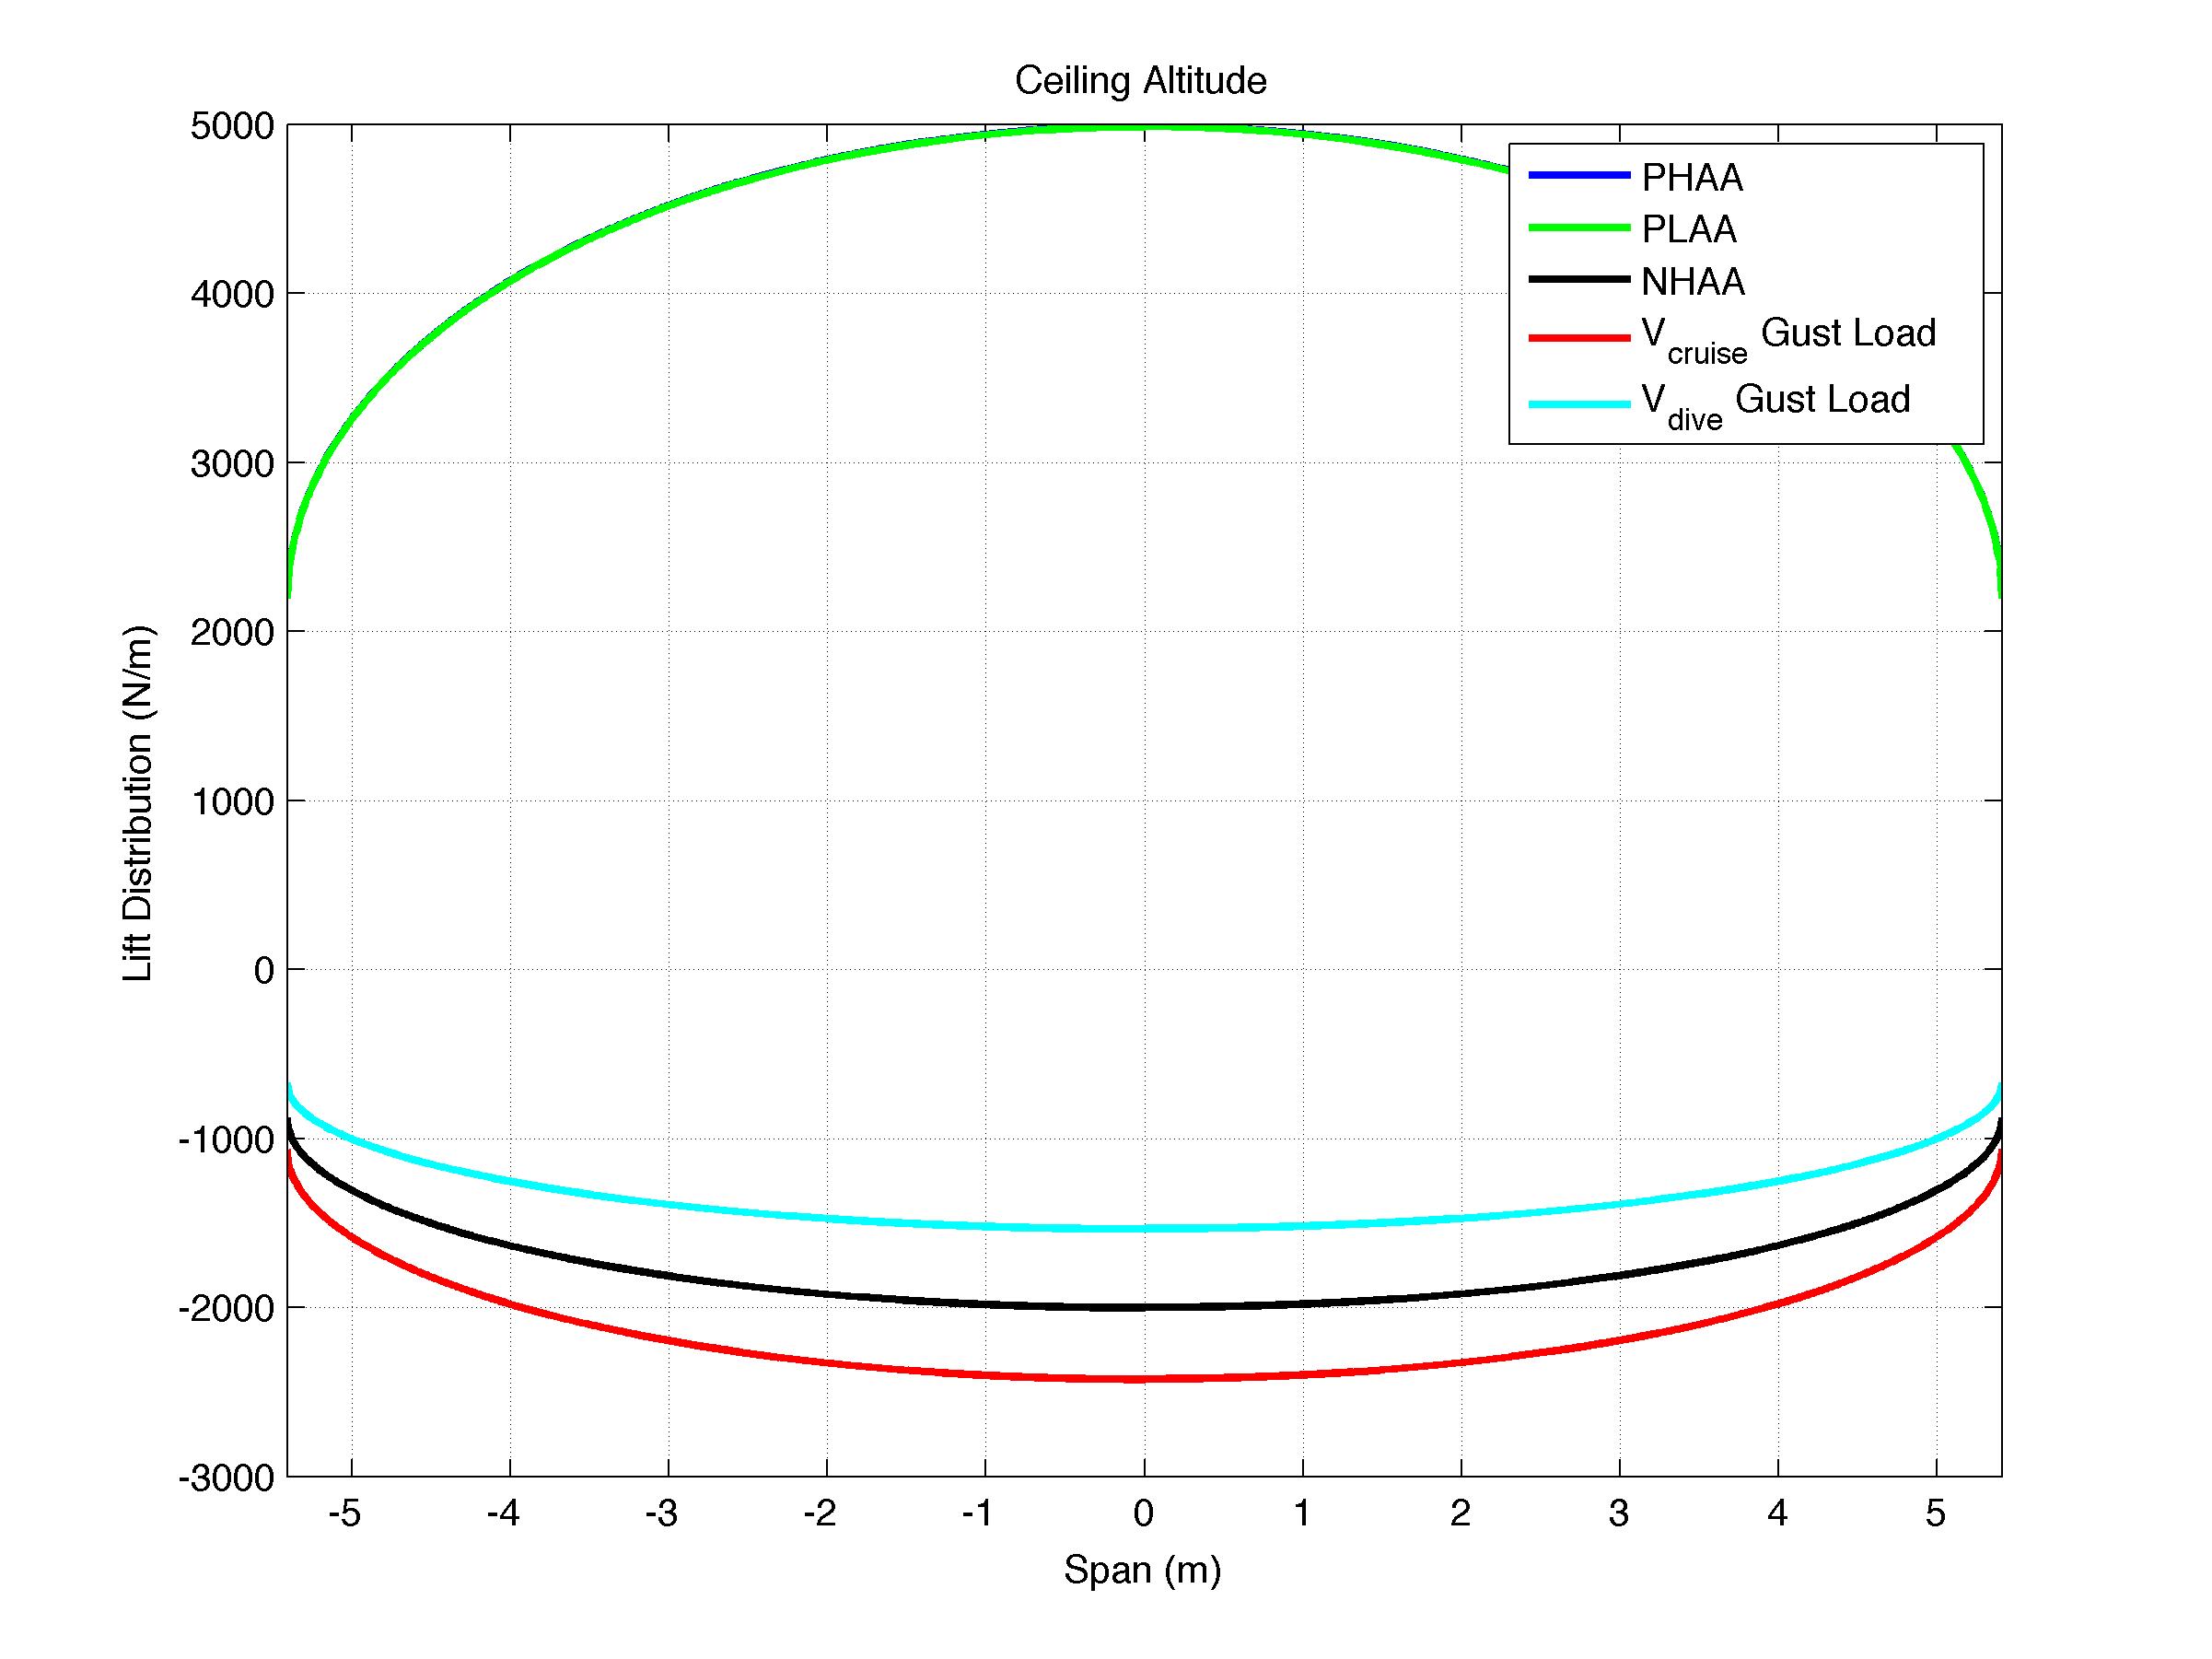 Ceiling Altitude
5000
4000
3000
2000
1000
0
-1000
-2000
-3000
Lift Distribution (N/m)
PHAA
PLAA
NHAA
Vcruise Gust Load
Vdive Gust Load
-5 -4 -3 -2 -1 0 1 2 3 4 5
Span (m)